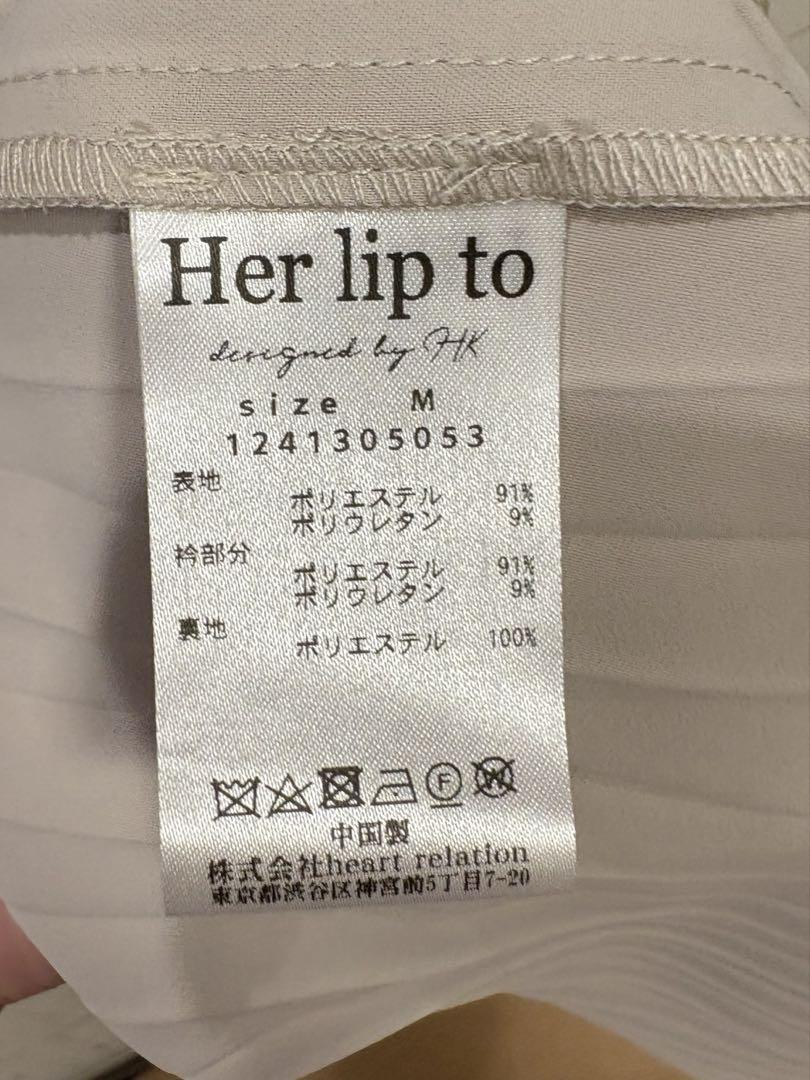 Her lip to
designed by HK
size M
1241305053
表地
ポリエステル 91%
ポリウレタン 9%
衿部分
ポリエステル 91%
ポリウレタン 9%
裏地
ポリエステル 100%
F W
中国製
株式会社heart relation
東京都渋谷区神宮前5丁目7-20